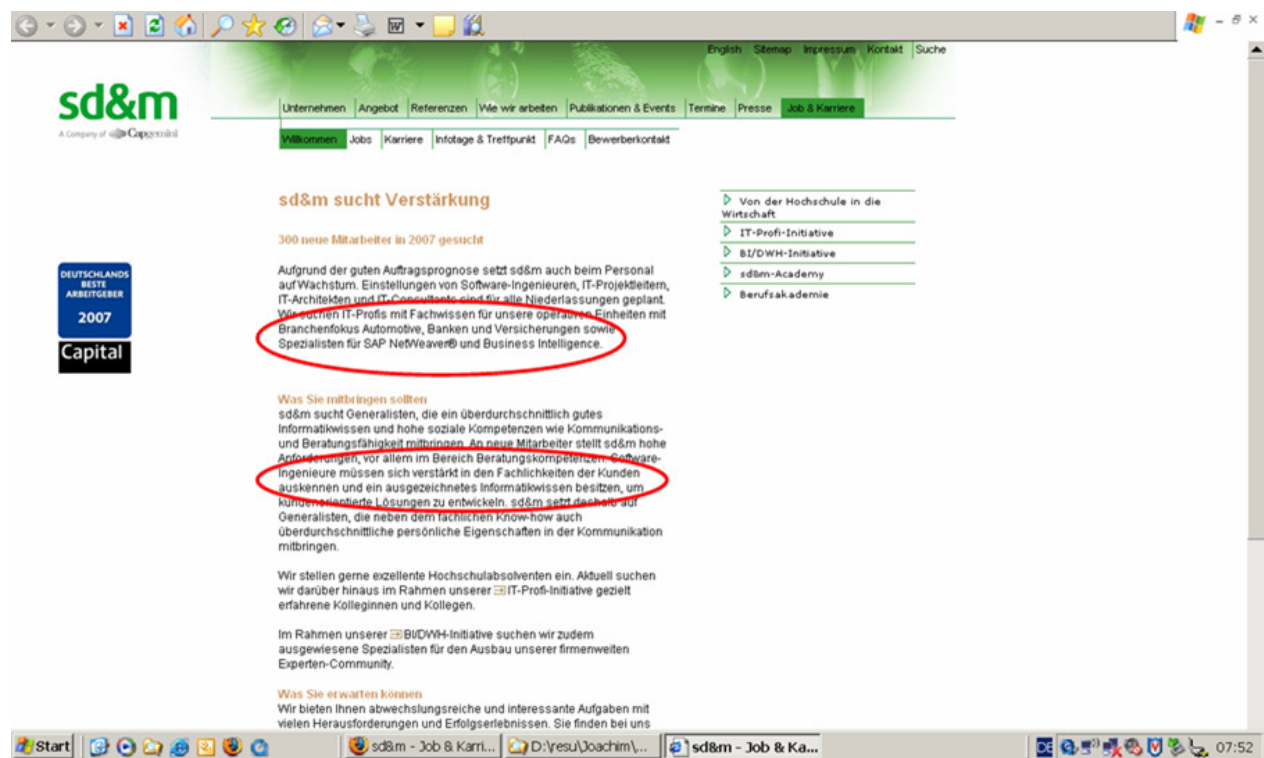 English Sitemap Impressum Kontakt Suche
sd&m
A Company of Capgemini
Unternehmen Angebot Referenzen Wie wir arbeiten Publikationen & Events Termine Presse Job & Karriere
Willkommen Jobs Karriere Infotage & Treffpunkt FAQs Bewerberkontakt
sd&m sucht Verstärkung
300 neue Mitarbeiter in 2007 gesucht
Aufgrund der guten Auftragsprognose setzt sd&m auch beim Personal
auf Wachstum. Einstellungen von Software-Ingenieuren, IT-Projektleitern,
IT-Architekten und IT-Consultants sind für alle Niederlassungen geplant.
Wir suchen IT-Profis mit Fachwissen für unsere operativen Einheiten mit
Branchenfokus Automotive, Banken und Versicherungen sowie
Spezialisten für SAP NetWeaver® und Business Intelligence.
Was Sie mitbringen sollten
sd&m sucht Generalisten, die ein überdurchschnittlich gutes
Informatikwissen und hohe soziale Kompetenzen wie Kommunikations-
und Beratungsfähigkeit mitbringen. An neue Mitarbeiter stellt sd&m hohe
Anforderungen, vor allem im Bereich Beratungskompetenzen. Software-
Ingenieure müssen sich verstärkt in den Fachlichkeiten der Kunden
auskennen und ein ausgezeichnetes Informatikwissen besitzen, um
kundenorientierte Lösungen zu entwickeln. sd&m setzt deshalb auf
Generalisten, die neben dem fachlichen Know-how auch
überdurchschnittliche persönliche Eigenschaften in der Kommunikation
mitbringen.
Wir stellen gerne exzellente Hochschulabsolventen ein. Aktuell suchen
wir darüber hinaus im Rahmen unserer IT-Profi-Initiative gezielt
erfahrene Kolleginnen und Kollegen.
Im Rahmen unserer BI/DWH-Initiative suchen wir zudem
ausgewiesene Spezialisten für den Ausbau unserer firmenweiten
Experten-Community.
Was Sie erwarten können
Wir bieten Ihnen abwechslungsreiche und interessante Aufgaben mit
vielen Herausforderungen und Erfolgserlebnissen. Sie finden bei uns
Von der Hochschule in die
Wirtschaft
IT-Profi-Initiative
BI/DWH-Initiative
sd&m-Academy
Berufsakademie
DEUTSCHLANDS
BESTE
ARBEITGEBER
2007
Capital
Start sd&m - Job & Karri... D:\resu\Joachim\... sd&m - Job & Ka... DE 07:52